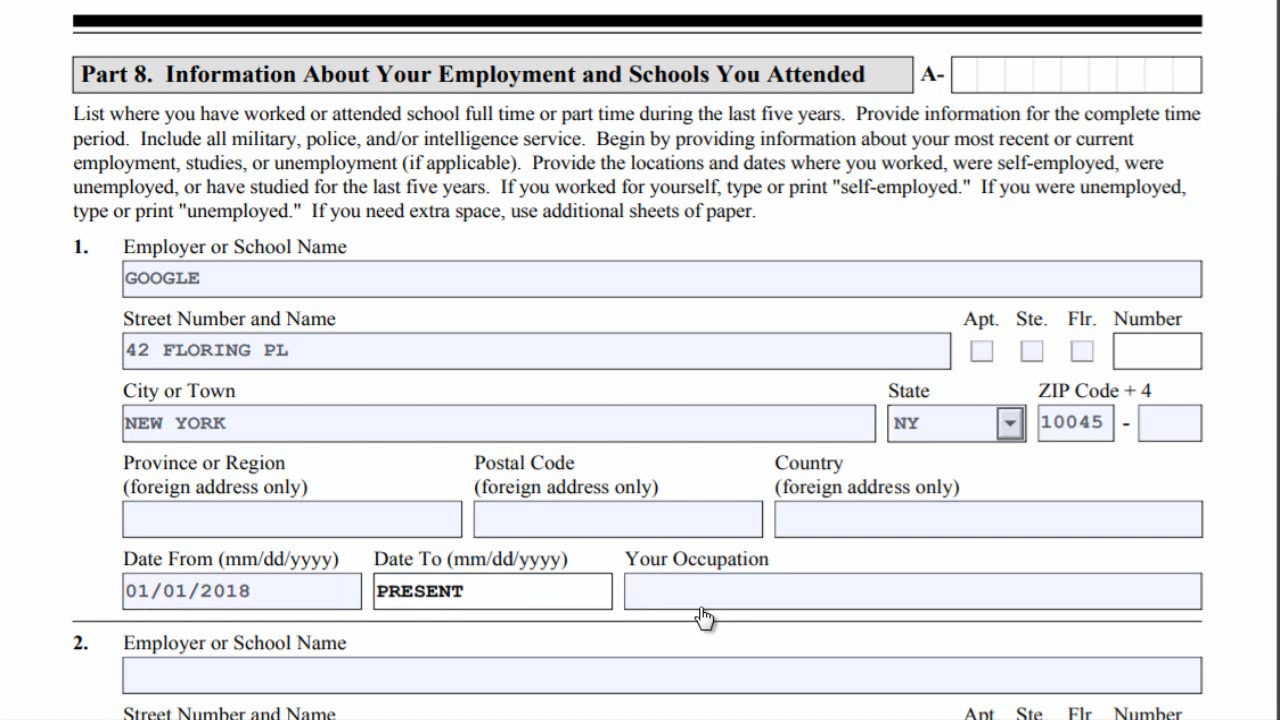 Part 8. Information About Your Employment and Schools You Attended A-
List where you have worked or attended school full time or part time during the last five years. Provide information for the complete time
period. Include all military, police, and/or intelligence service. Begin by providing information about your most recent or current
employment, studies, or unemployment (if applicable). Provide the locations and dates where you worked, were self-employed, were
unemployed, or have studied for the last five years. If you worked for yourself, type or print "self-employed." If you were unemployed,
type or print "unemployed." If you need extra space, use additional sheets of paper.
1. Employer or School Name
GOOGLE
Street Number and Name Apt. Ste. Flr. Number
42 FLORING PL
City or Town State ZIP Code + 4
NEW YORK NY 10045 -
Province or Region Postal Code Country
(foreign address only) (foreign address only) (foreign address only)
Date From (mm/dd/yyyy) Date To (mm/dd/yyyy) Your Occupation
01/01/2018 PRESENT
2. Employer or School Name
Street Number and Name Apt. Ste. Flr. Number